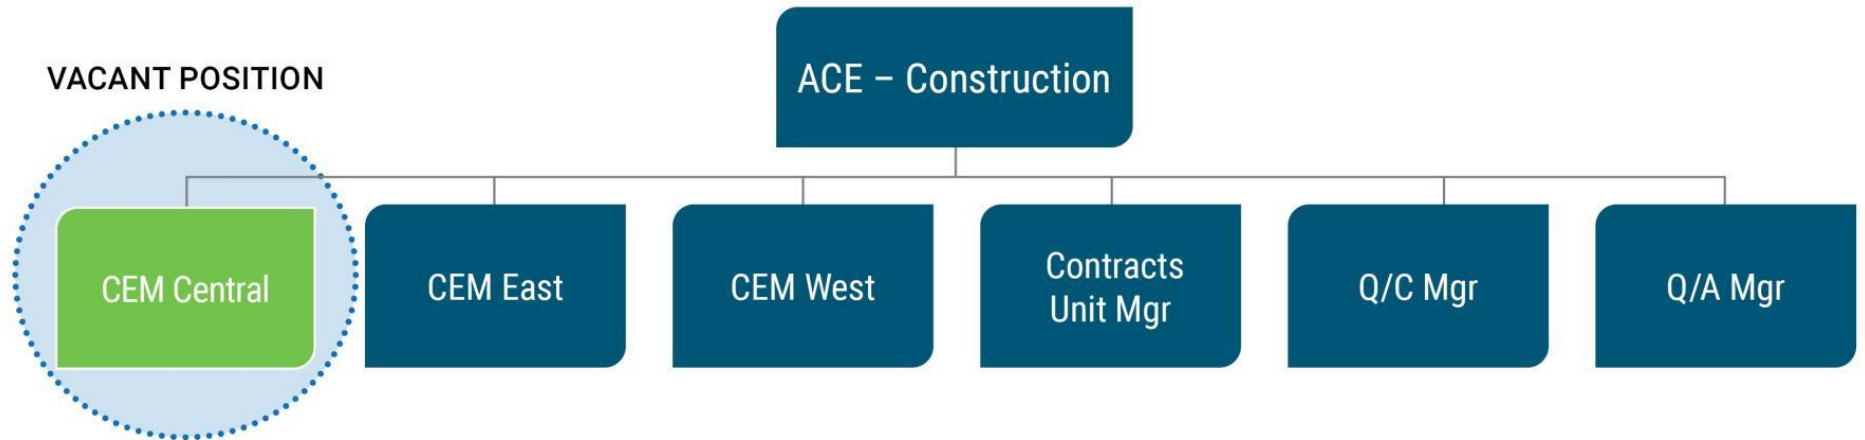 VACANT POSITION
ACE – Construction
CEM Central
CEM East
CEM West
Contracts
Unit Mgr
Q/C Mgr
Q/A Mgr